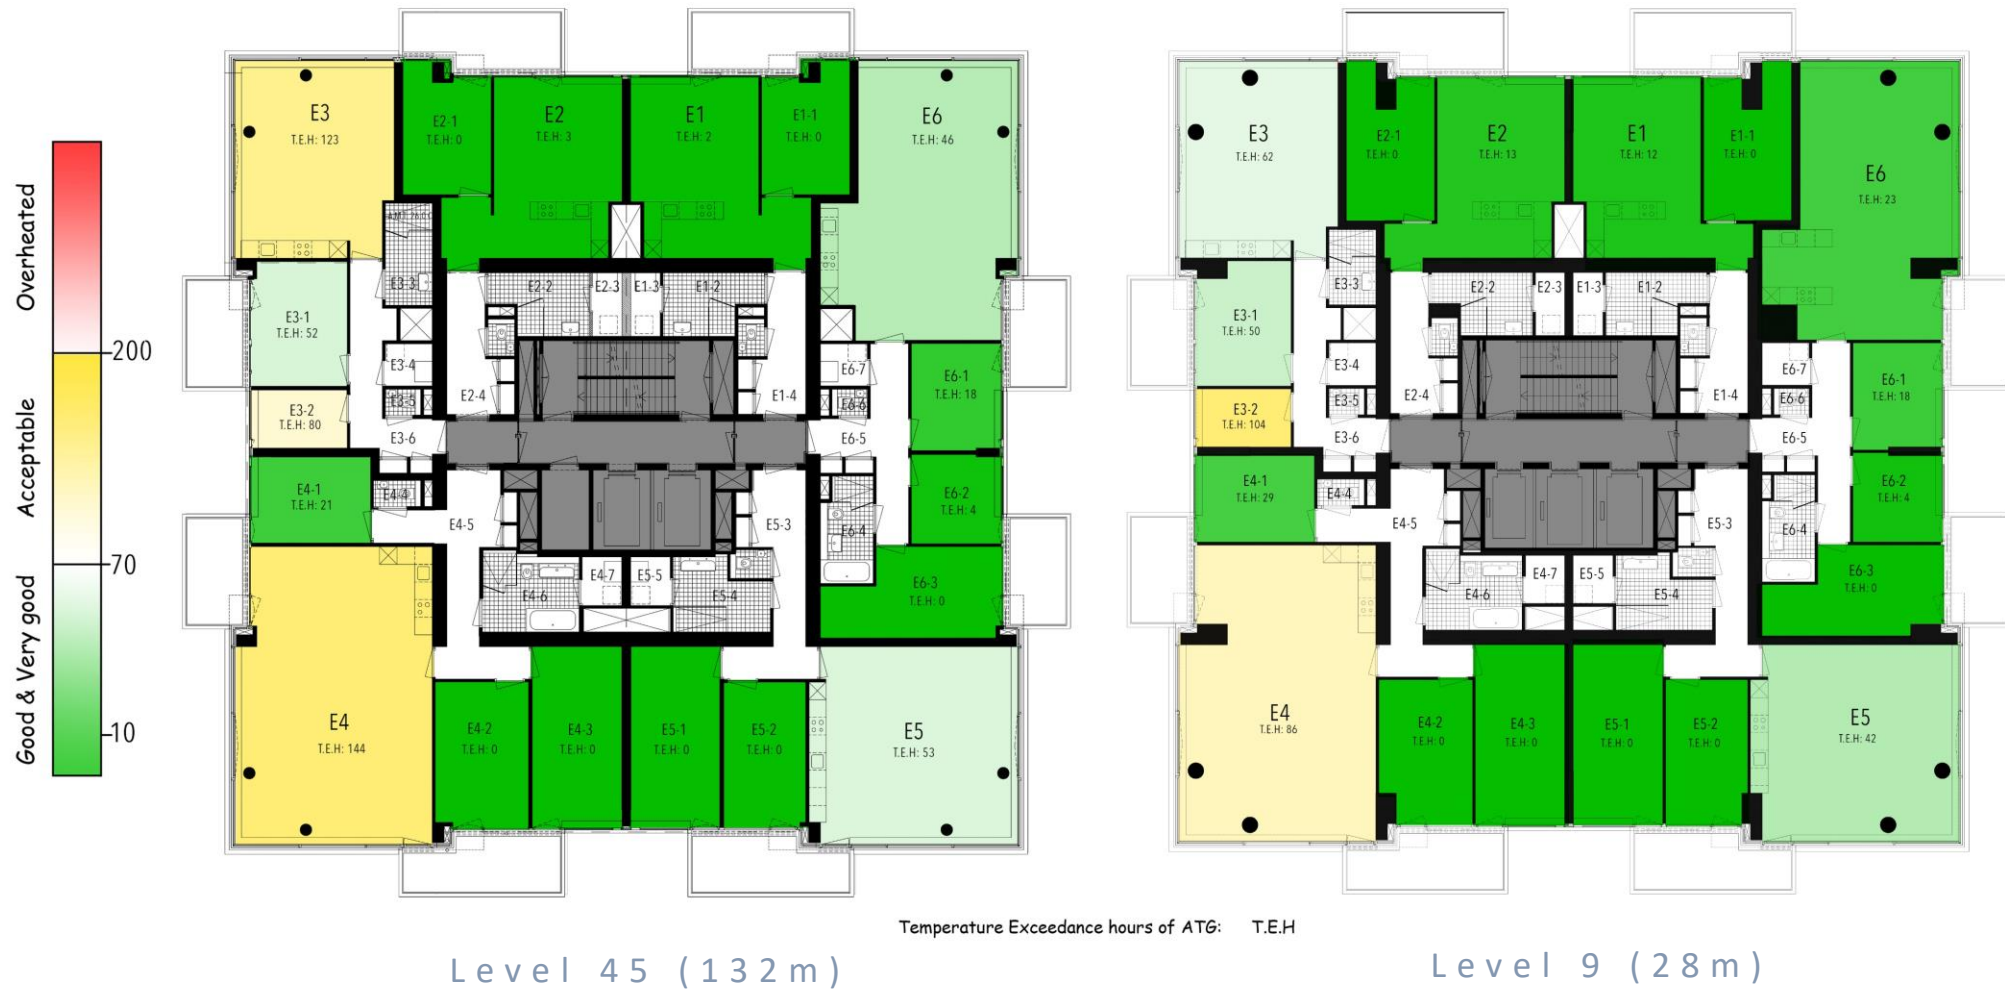 Overheated
Acceptable
Good & Very good
200
70
10
E3
T.E.H: 123
E2-1
T.E.H: 0
E2
T.E.H: 3
E1
T.E.H: 2
E1-1
T.E.H: 0
E6
T.E.H: 46
E3-3
E2-2
E2-3
E1-3
E1-2
E3-1
T.E.H: 52
E3-4
E3-5
E2-4
E1-4
E6-7
E6-6
E6-1
T.E.H: 18
E3-2
T.E.H: 80
E3-6
E6-5
E4-1
T.E.H: 21
E4-4
E4-5
E5-3
E6-4
E6-2
T.E.H: 4
E4-6
E4-7
E5-5
E5-4
E6-3
T.E.H: 0
E4
T.E.H: 144
E4-2
T.E.H: 0
E4-3
T.E.H: 0
E5-1
T.E.H: 0
E5-2
T.E.H: 0
E5
T.E.H: 53
E3
T.E.H: 62
E2-1
T.E.H: 0
E2
T.E.H: 13
E1
T.E.H: 12
E1-1
T.E.H: 0
E6
T.E.H: 23
E3-3
E2-2
E2-3
E1-3
E1-2
E3-1
T.E.H: 50
E3-4
E3-5
E2-4
E1-4
E6-7
E6-6
E6-1
T.E.H: 18
E3-2
T.E.H: 104
E3-6
E6-5
E4-1
T.E.H: 29
E4-4
E4-5
E5-3
E6-4
E6-2
T.E.H: 4
E4-6
E4-7
E5-5
E5-4
E6-3
T.E.H: 0
E4
T.E.H: 86
E4-2
T.E.H: 0
E4-3
T.E.H: 0
E5-1
T.E.H: 0
E5-2
T.E.H: 0
E5
T.E.H: 42
Temperature Exceedance hours of ATG: T.E.H
Level 45 (132m)
Level 9 (28m)